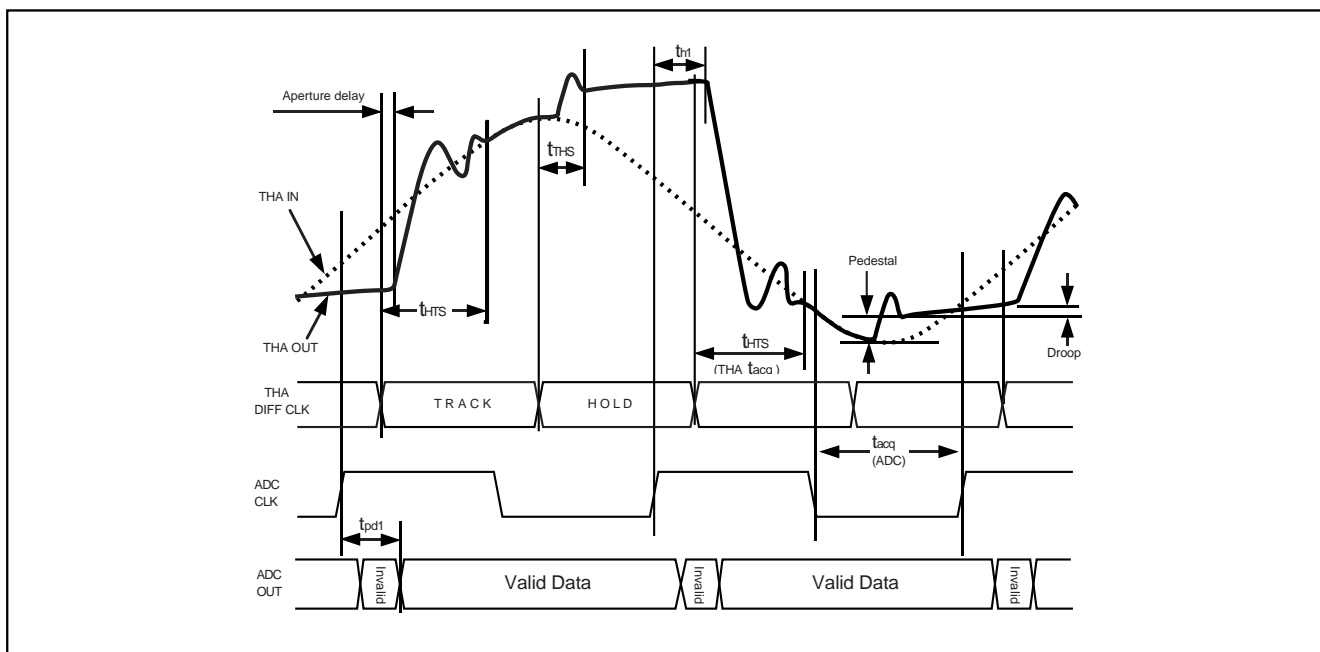 th1
Aperture delay
tTHS
THA IN
Pedestal
tHTS
THA OUT
tHTS
(THA tacq )
Droop
THA
DIFF CLK
TRACK
HOLD
tacq
(ADC)
ADC
CLK
tpd1
ADC
OUT
Invalid
Valid Data
Invalid
Valid Data
Invalid